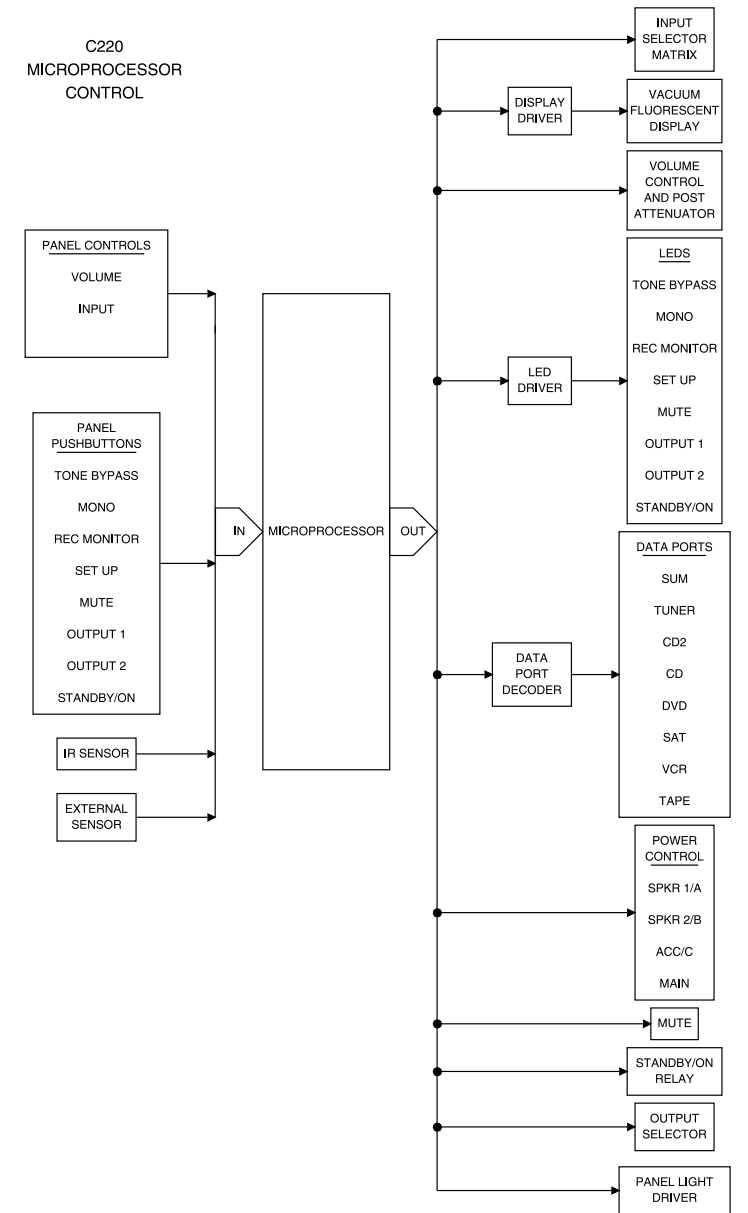 C220
MICROPROCESSOR
CONTROL
PANEL CONTROLS
VOLUME
INPUT
PANEL
PUSHBUTTONS
TONE BYPASS
MONO
REC MONITOR
SET UP
MUTE
OUTPUT 1
OUTPUT 2
STANDBY/ON
IR SENSOR
EXTERNAL
SENSOR
IN
MICROPROCESSOR
OUT
INPUT
SELECTOR
MATRIX
DISPLAY
DRIVER
VACUUM
FLUORESCENT
DISPLAY
VOLUME
CONTROL
AND POST
ATTENUATOR
LED
DRIVER
LEDS
TONE BYPASS
MONO
REC MONITOR
SET UP
MUTE
OUTPUT 1
OUTPUT 2
STANDBY/ON
DATA
PORT
DECODER
DATA PORTS
SUM
TUNER
CD2
CD
DVD
SAT
VCR
TAPE
POWER
CONTROL
SPKR 1/A
SPKR 2/B
ACC/C
MAIN
MUTE
STANDBY/ON
RELAY
OUTPUT
SELECTOR
PANEL LIGHT
DRIVER